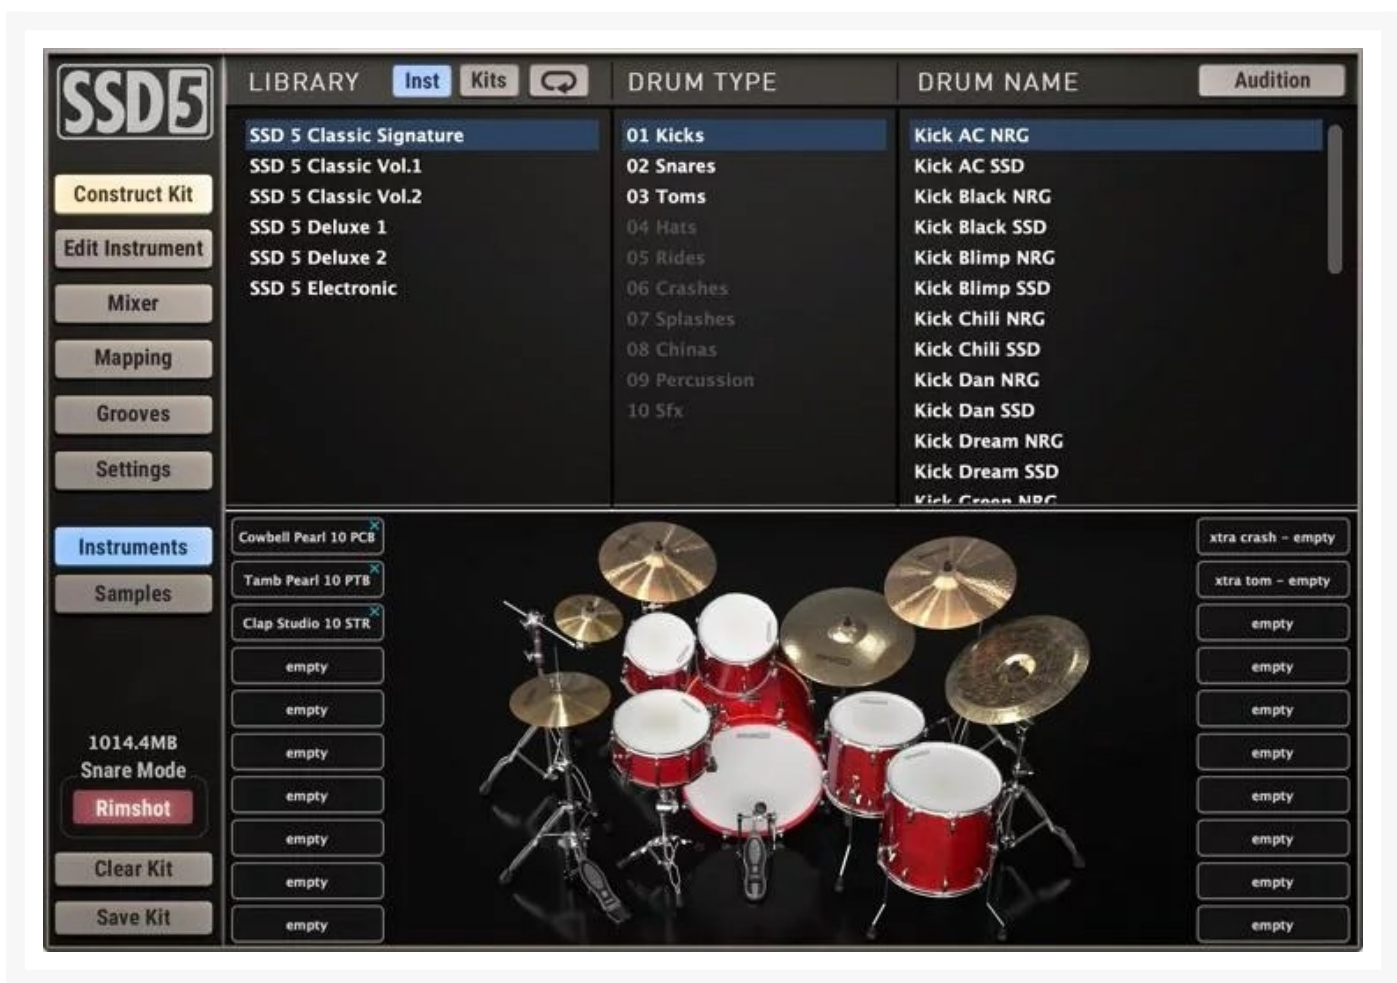 SSD5
LIBRARY
Inst
Kits
DRUM TYPE
DRUM NAME
Audition
Construct Kit
Edit Instrument
Mixer
Mapping
Grooves
Settings
Instruments
Samples
1014.4MB
Snare Mode
Rimshot
Clear Kit
Save Kit
SSD 5 Classic Signature
SSD 5 Classic Vol.1
SSD 5 Classic Vol.2
SSD 5 Deluxe 1
SSD 5 Deluxe 2
SSD 5 Electronic
01 Kicks
02 Snares
03 Toms
04 Hats
05 Rides
06 Crashes
07 Splashes
08 Chinas
09 Percussion
10 Sfx
Kick AC NRG
Kick AC SSD
Kick Black NRG
Kick Black SSD
Kick Blimp NRG
Kick Blimp SSD
Kick Chili NRG
Kick Chili SSD
Kick Dan NRG
Kick Dan SSD
Kick Dream NRG
Kick Dream SSD
Kick Green NRG
Cowbell Pearl 10 PCB
Tamb Pearl 10 PTB
Clap Studio 10 STR
empty
empty
empty
empty
empty
empty
empty
xtra crash – empty
xtra tom – empty
empty
empty
empty
empty
empty
empty
empty
empty